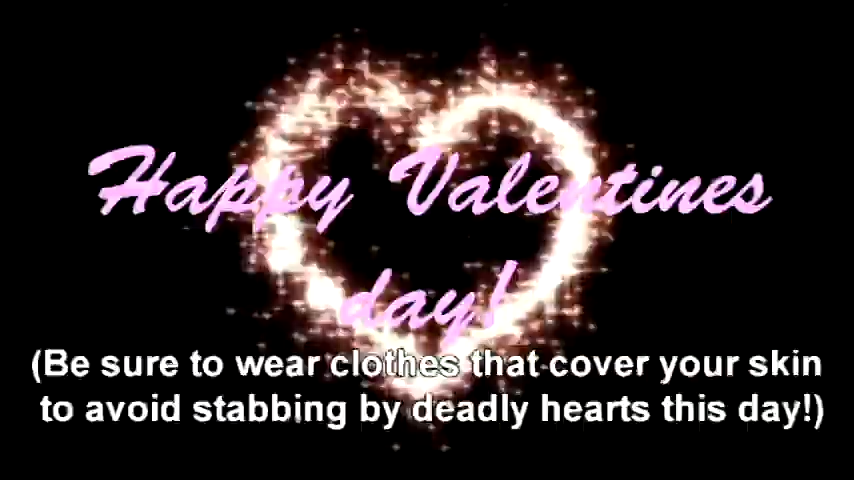 Happy Valentines
day!
(Be sure to wear clothes that cover your skin
to avoid stabbing by deadly hearts this day!)